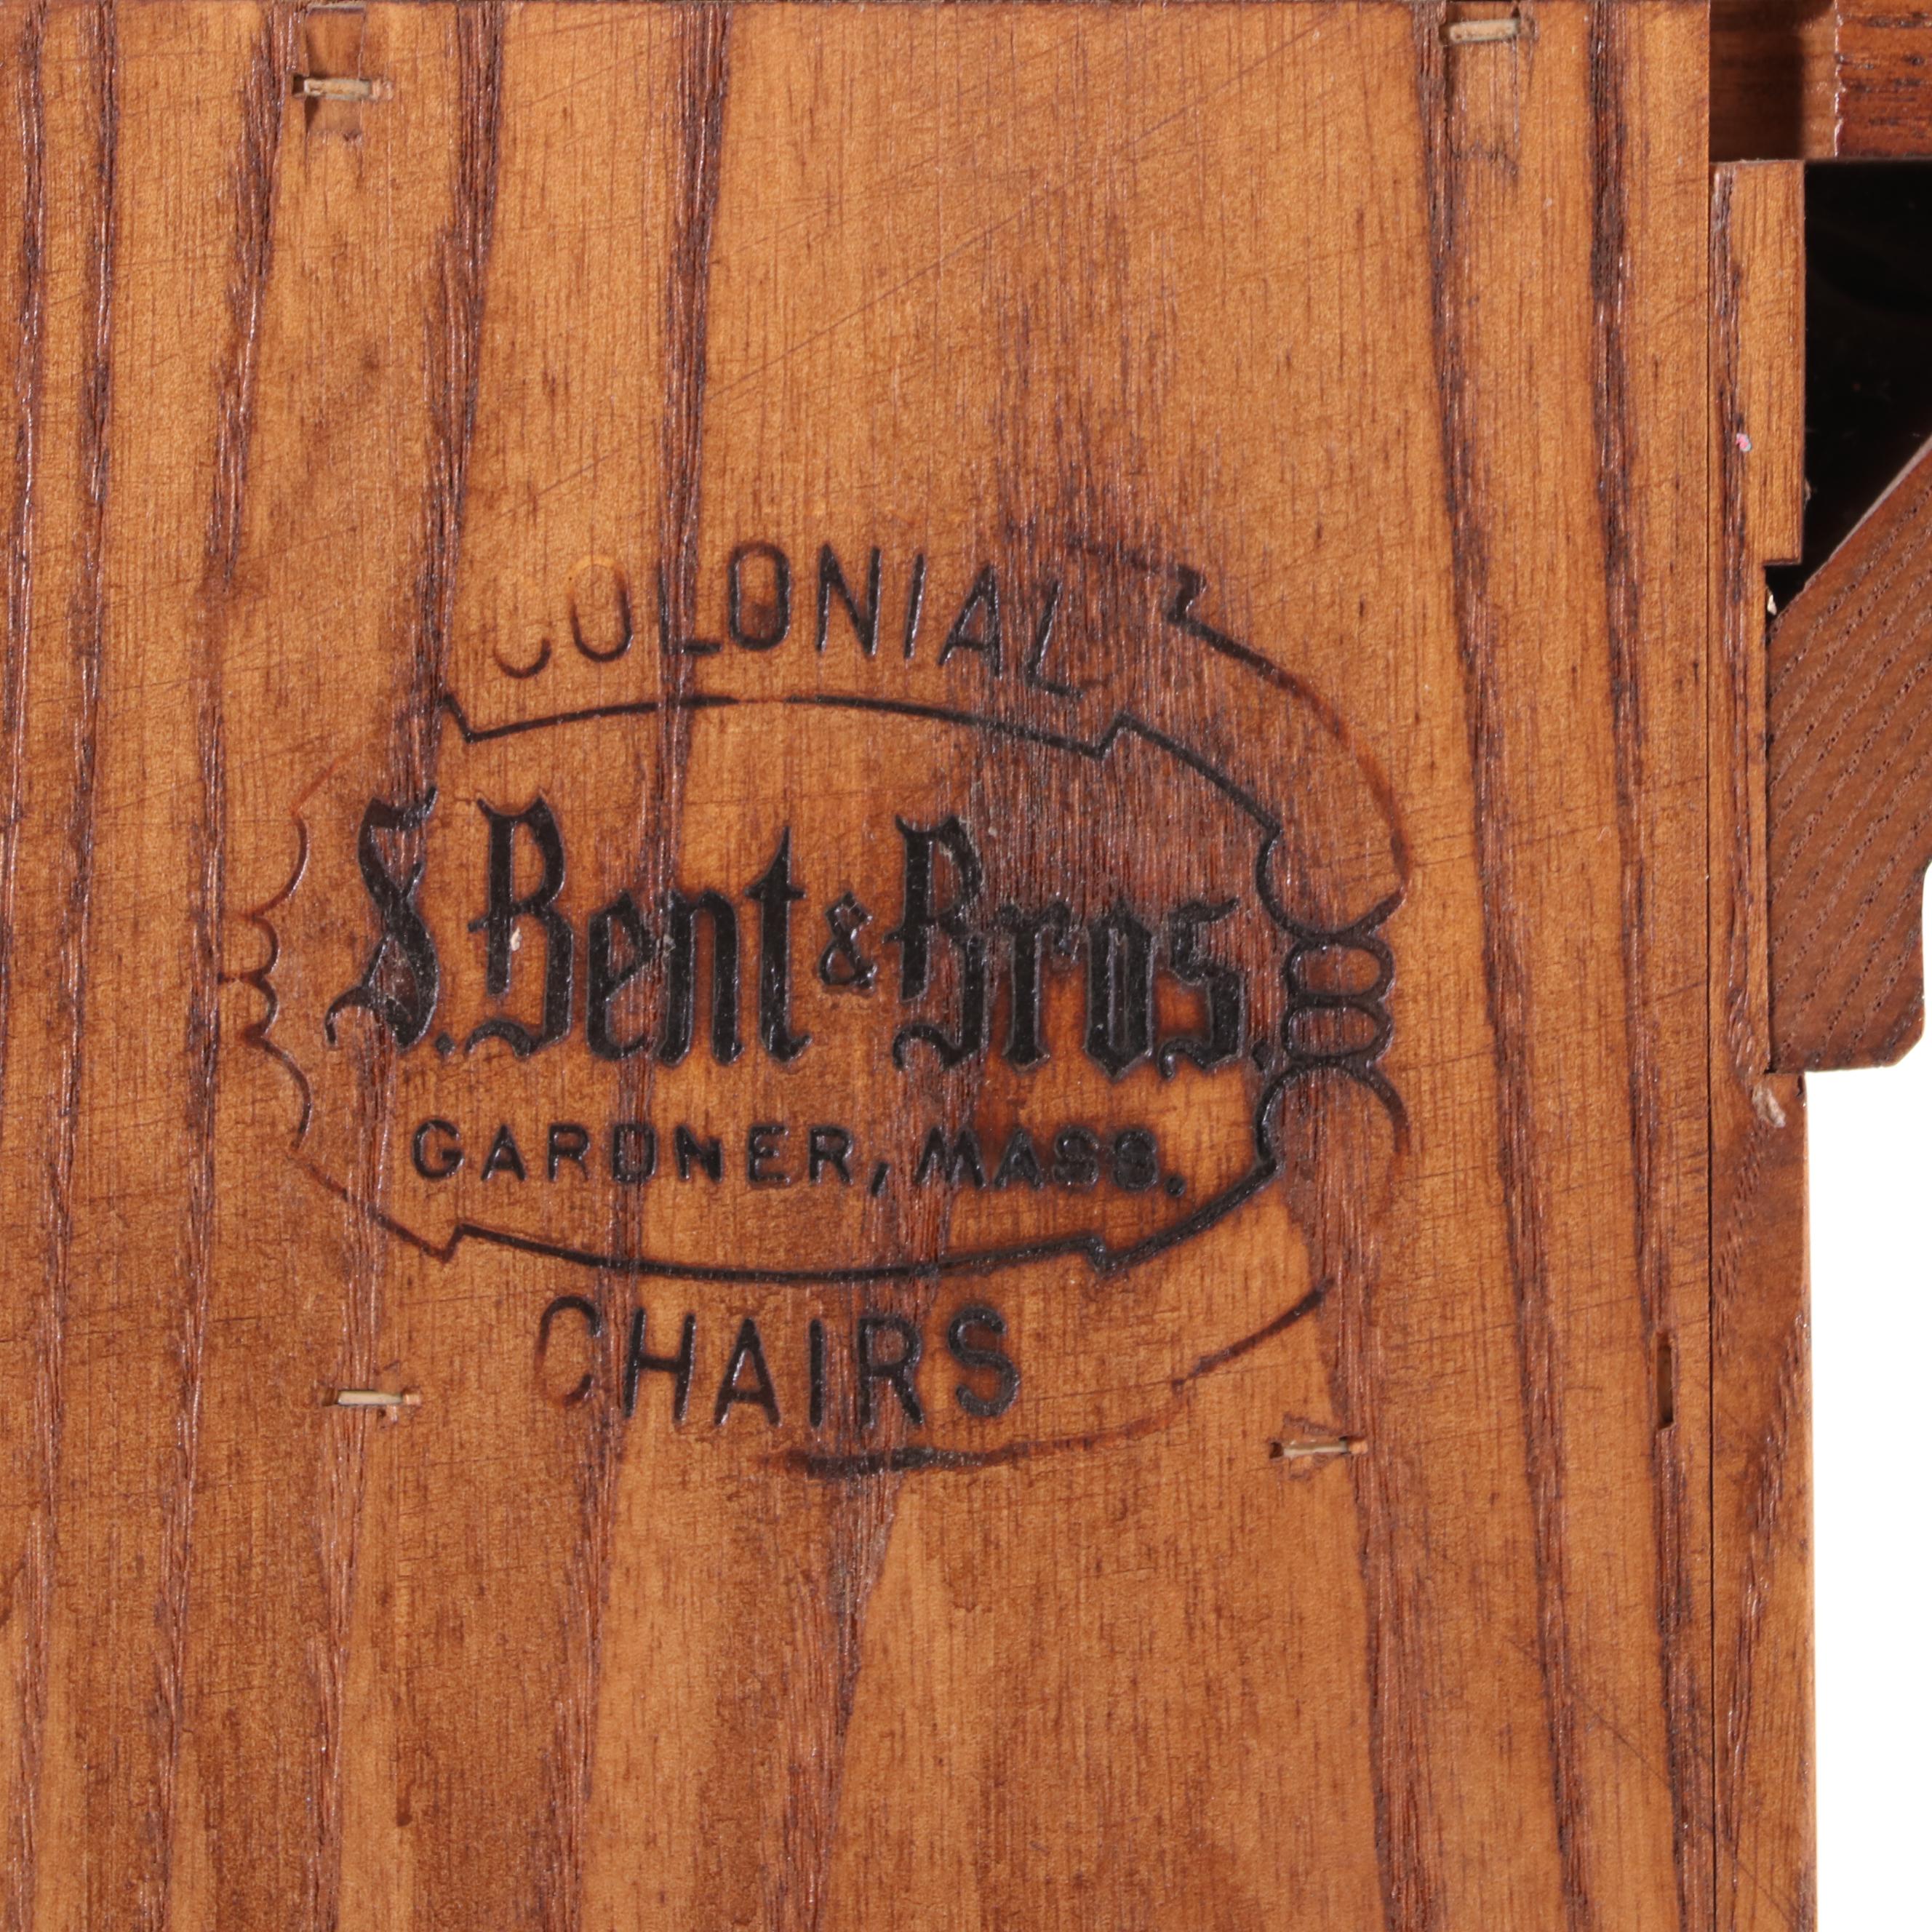 COLONIAL
S. Bent & Bros.
GARDNER, MASS.
CHAIRS